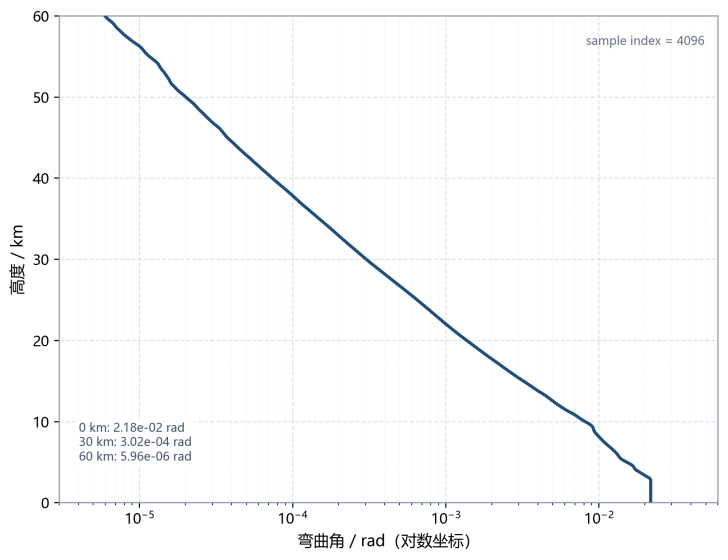 60
50
40
30
20
10
0
高度 / km
sample index = 4096
0 km: 2.18e-02 rad
30 km: 3.02e-04 rad
60 km: 5.96e-06 rad
10⁻⁵ 10⁻⁴ 10⁻³ 10⁻²
弯曲角 / rad（对数坐标）